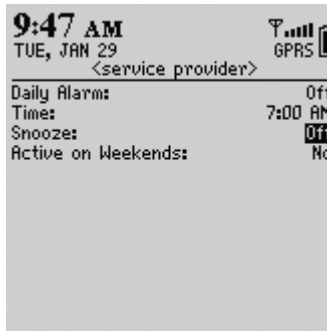 9:47 AM
TUE, JAN 29
GPRS
<service provider>
Daily Alarm: Off
Time: 7:00 AM
Snooze: Off
Active on Weekends: No